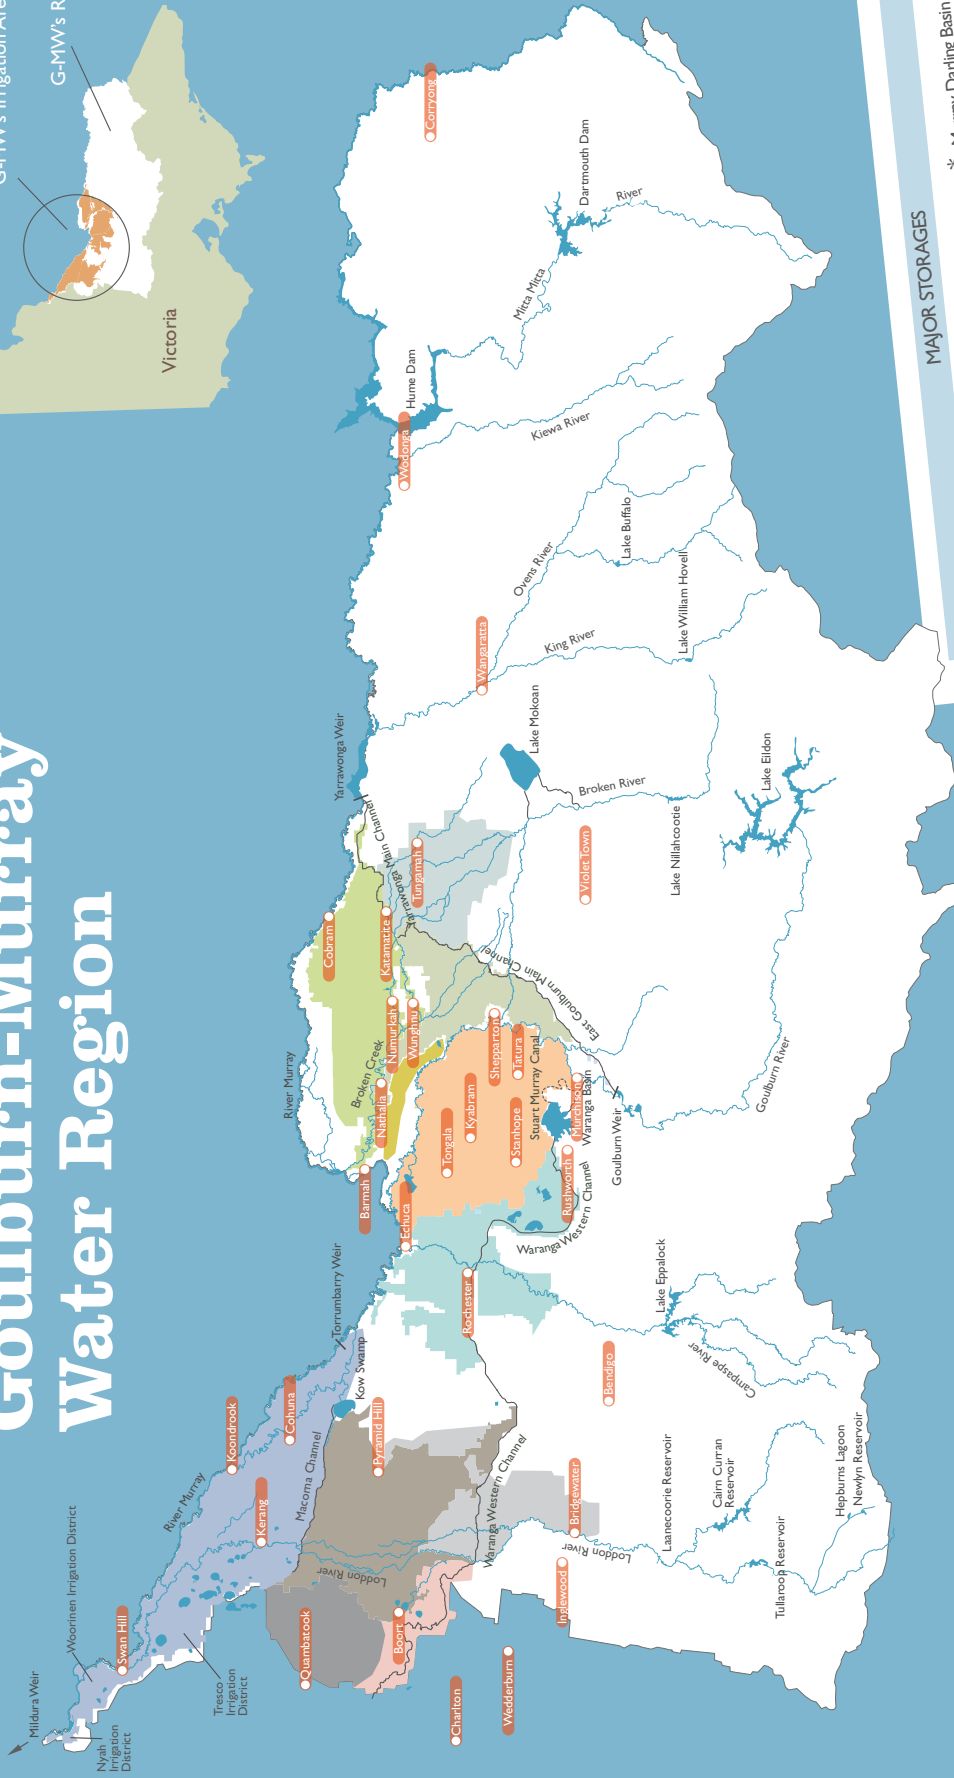 Goulburn-Murray
Water Region
G-MW's Irrigation Are
G-MW's R
Victoria
MAJOR STORAGES
* Murray Darling Basin
Mildura Weir
Nyah
Irrigation
District
Woorinen Irrigation District
Swan Hill
Tresco
Irrigation
District
River Murray
Koondrook
Kerang
Cohuna
Macorna Channel
Torrumbarry Weir
Kow Swamp
Pyramid Hill
Quambatook
Loddon River
Boort
Charlton
Wedderburn
Inglewood
Bridgewater
Loddon River
Waranga Western Channel
Laanecoorie Reservoir
Cairn Curran
Reservoir
Tullaroop Reservoir
Hepburns Lagoon
Newlyn Reservoir
Bendigo
Campaspe River
Lake Eppalock
Rochester
Echuca
Barmah
River Murray
Nathalia
Broken Creek
Numurkah
Wunghnu
Katamatite
Cobram
Yarrawonga Main Channel
Yarrawonga Weir
Tungamah
Tongala
Kyabram
Stanhope
Shepparton
Tatura
Stuart Murray Canal
Murchison
Waranga Basin
Rushworth
Waranga Western Channel
Goulburn Weir
East Goulburn Main Channel
Goulburn River
Violet Town
Lake Mokoan
Broken River
Lake Nillahcootie
Lake Eildon
Wangaratta
King River
Ovens River
Lake Buffalo
Lake William Hovell
Wodonga
Hume Dam
Kiewa River
Mitta Mitta
River
Dartmouth Dam
Corryong